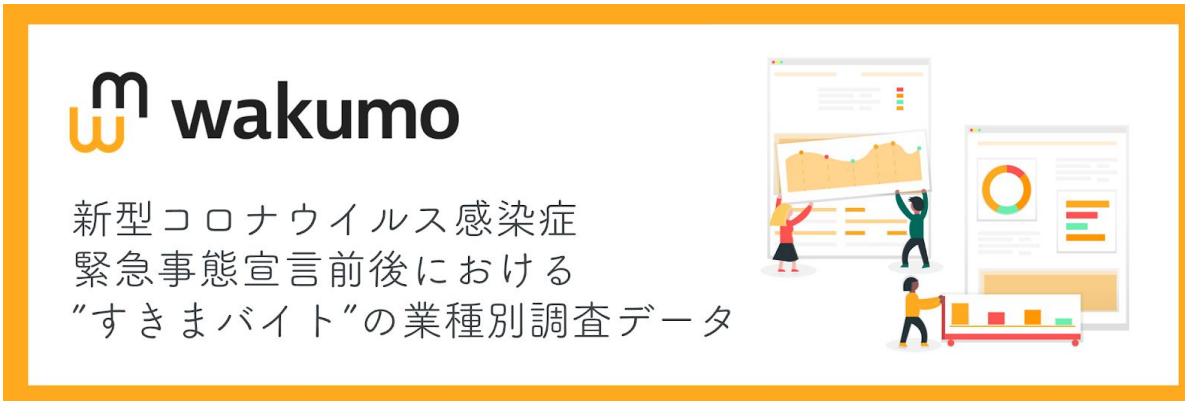 wakumo
新型コロナウイルス感染症
緊急事態宣言前後における
"すきまバイト"の業種別調査データ